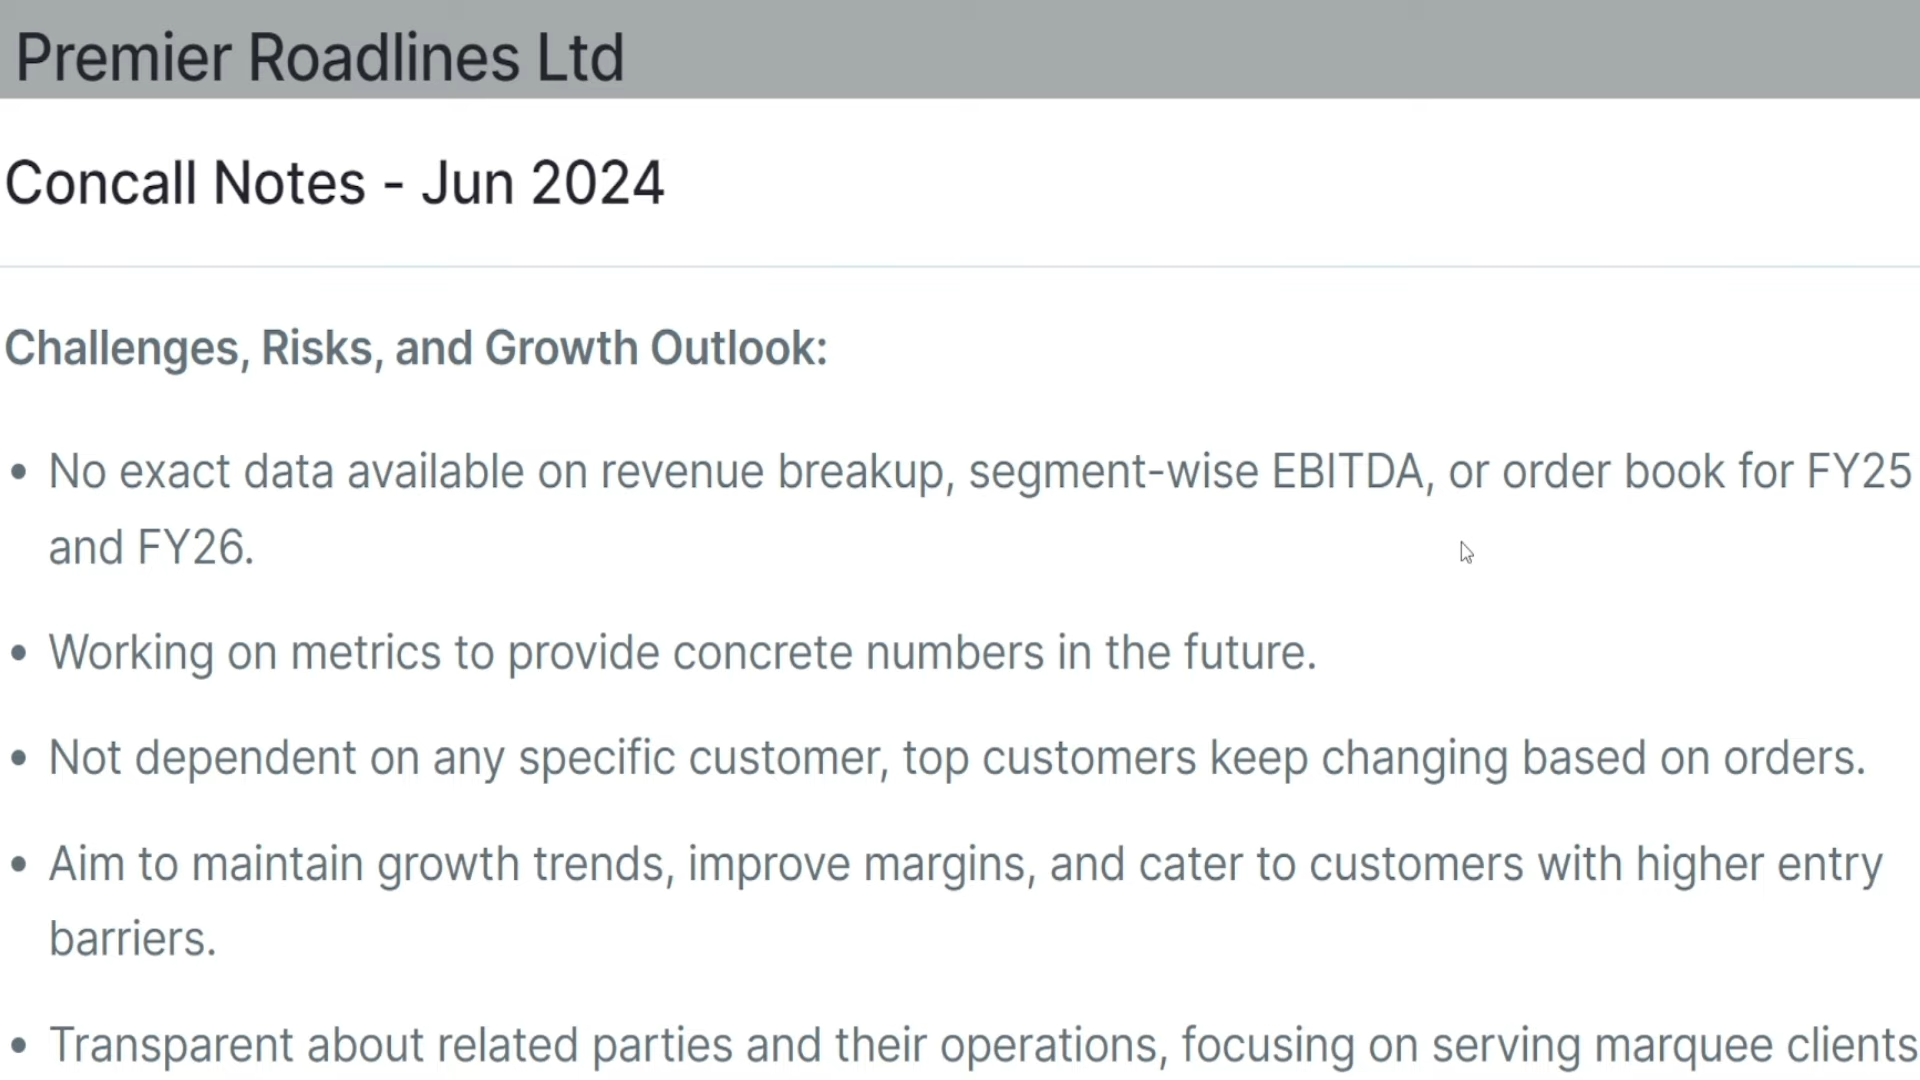 Premier Roadlines Ltd
Concall Notes - Jun 2024
Challenges, Risks, and Growth Outlook:
• No exact data available on revenue breakup, segment-wise EBITDA, or order book for FY25
and FY26.
• Working on metrics to provide concrete numbers in the future.
• Not dependent on any specific customer, top customers keep changing based on orders.
• Aim to maintain growth trends, improve margins, and cater to customers with higher entry
barriers.
• Transparent about related parties and their operations, focusing on serving marquee clients